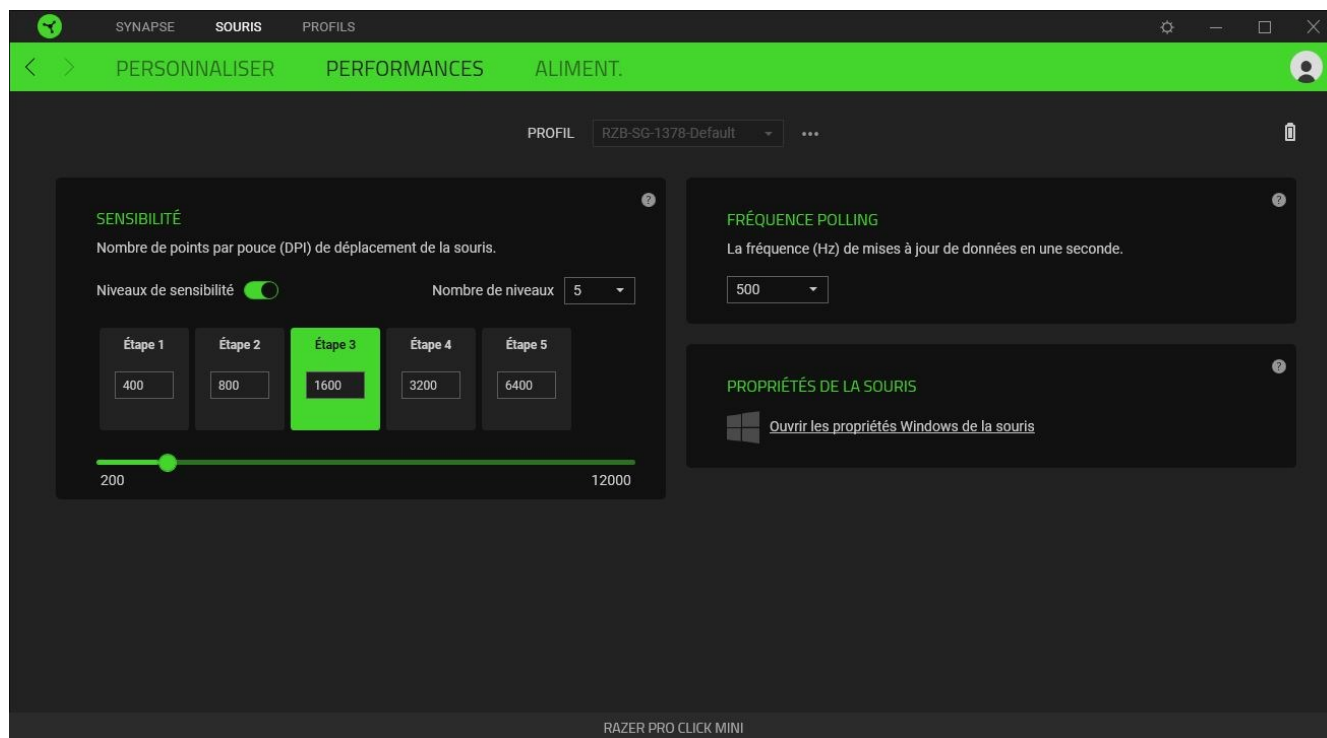 SYNAPSE SOURIS PROFILS
PERSONNALISER PERFORMANCES ALIMENT.
PROFIL RZB-SG-1378-Default
SENSIBILITÉ
Nombre de points par pouce (DPI) de déplacement de la souris.
Niveaux de sensibilité Nombre de niveaux 5
Étape 1 Étape 2 Étape 3 Étape 4 Étape 5
400 800 1600 3200 6400
200 12000
FRÉQUENCE POLLING
La fréquence (Hz) de mises à jour de données en une seconde.
500
PROPRIÉTÉS DE LA SOURIS
Ouvrir les propriétés Windows de la souris
RAZER PRO CLICK MINI